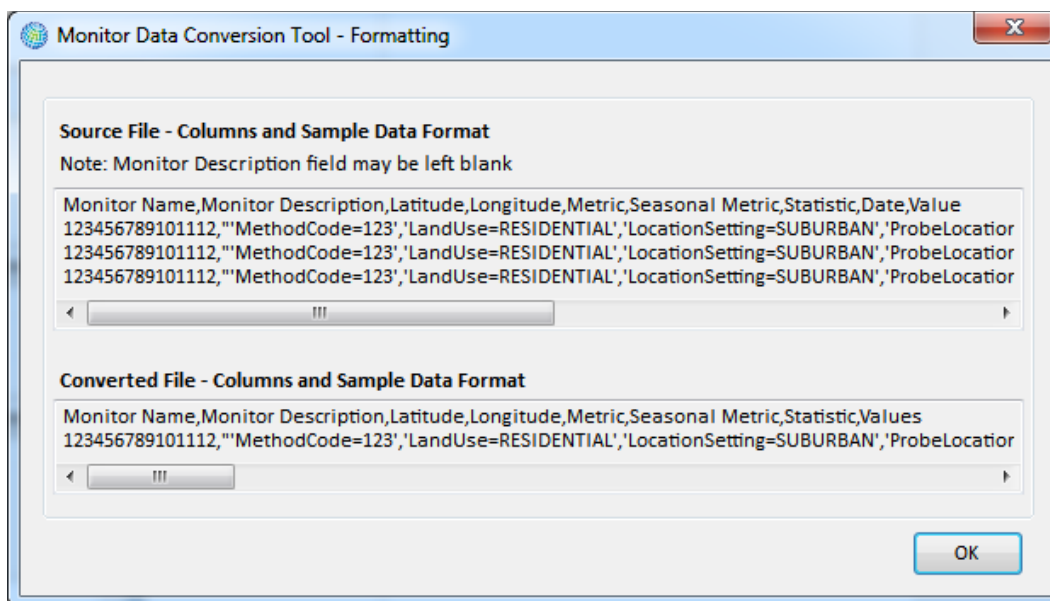 Monitor Data Conversion Tool - Formatting
Source File - Columns and Sample Data Format
Note: Monitor Description field may be left blank
Monitor Name,Monitor Description,Latitude,Longitude,Metric,Seasonal Metric,Statistic,Date,Value
123456789101112,"'MethodCode=123','LandUse=RESIDENTIAL','LocationSetting=SUBURBAN','ProbeLocation
123456789101112,"'MethodCode=123','LandUse=RESIDENTIAL','LocationSetting=SUBURBAN','ProbeLocation
123456789101112,"'MethodCode=123','LandUse=RESIDENTIAL','LocationSetting=SUBURBAN','ProbeLocation
Converted File - Columns and Sample Data Format
Monitor Name,Monitor Description,Latitude,Longitude,Metric,Seasonal Metric,Statistic,Values
123456789101112,"'MethodCode=123','LandUse=RESIDENTIAL','LocationSetting=SUBURBAN','ProbeLocation
OK